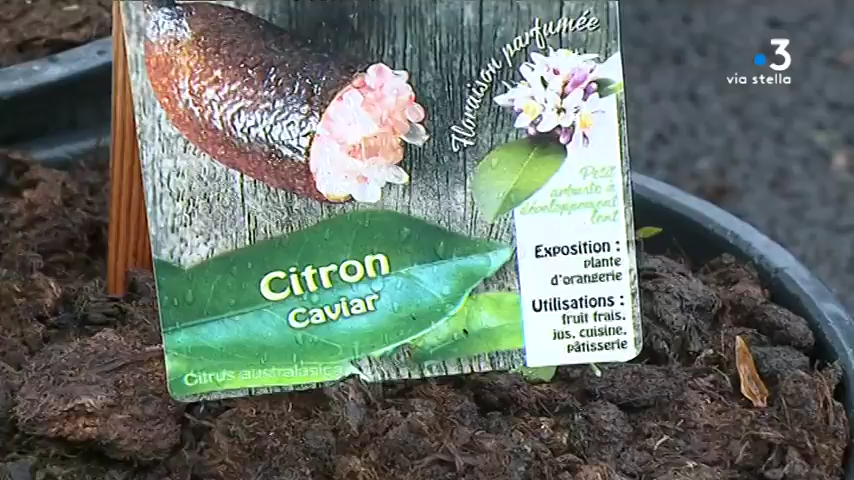 3
via stella
Floraison parfumée
Petit
arbuste à
développement
lent
Exposition :
plante
d'orangerie
Utilisations :
fruit frais,
jus, cuisine,
pâtisserie
Citron
Caviar
Citrus australasica